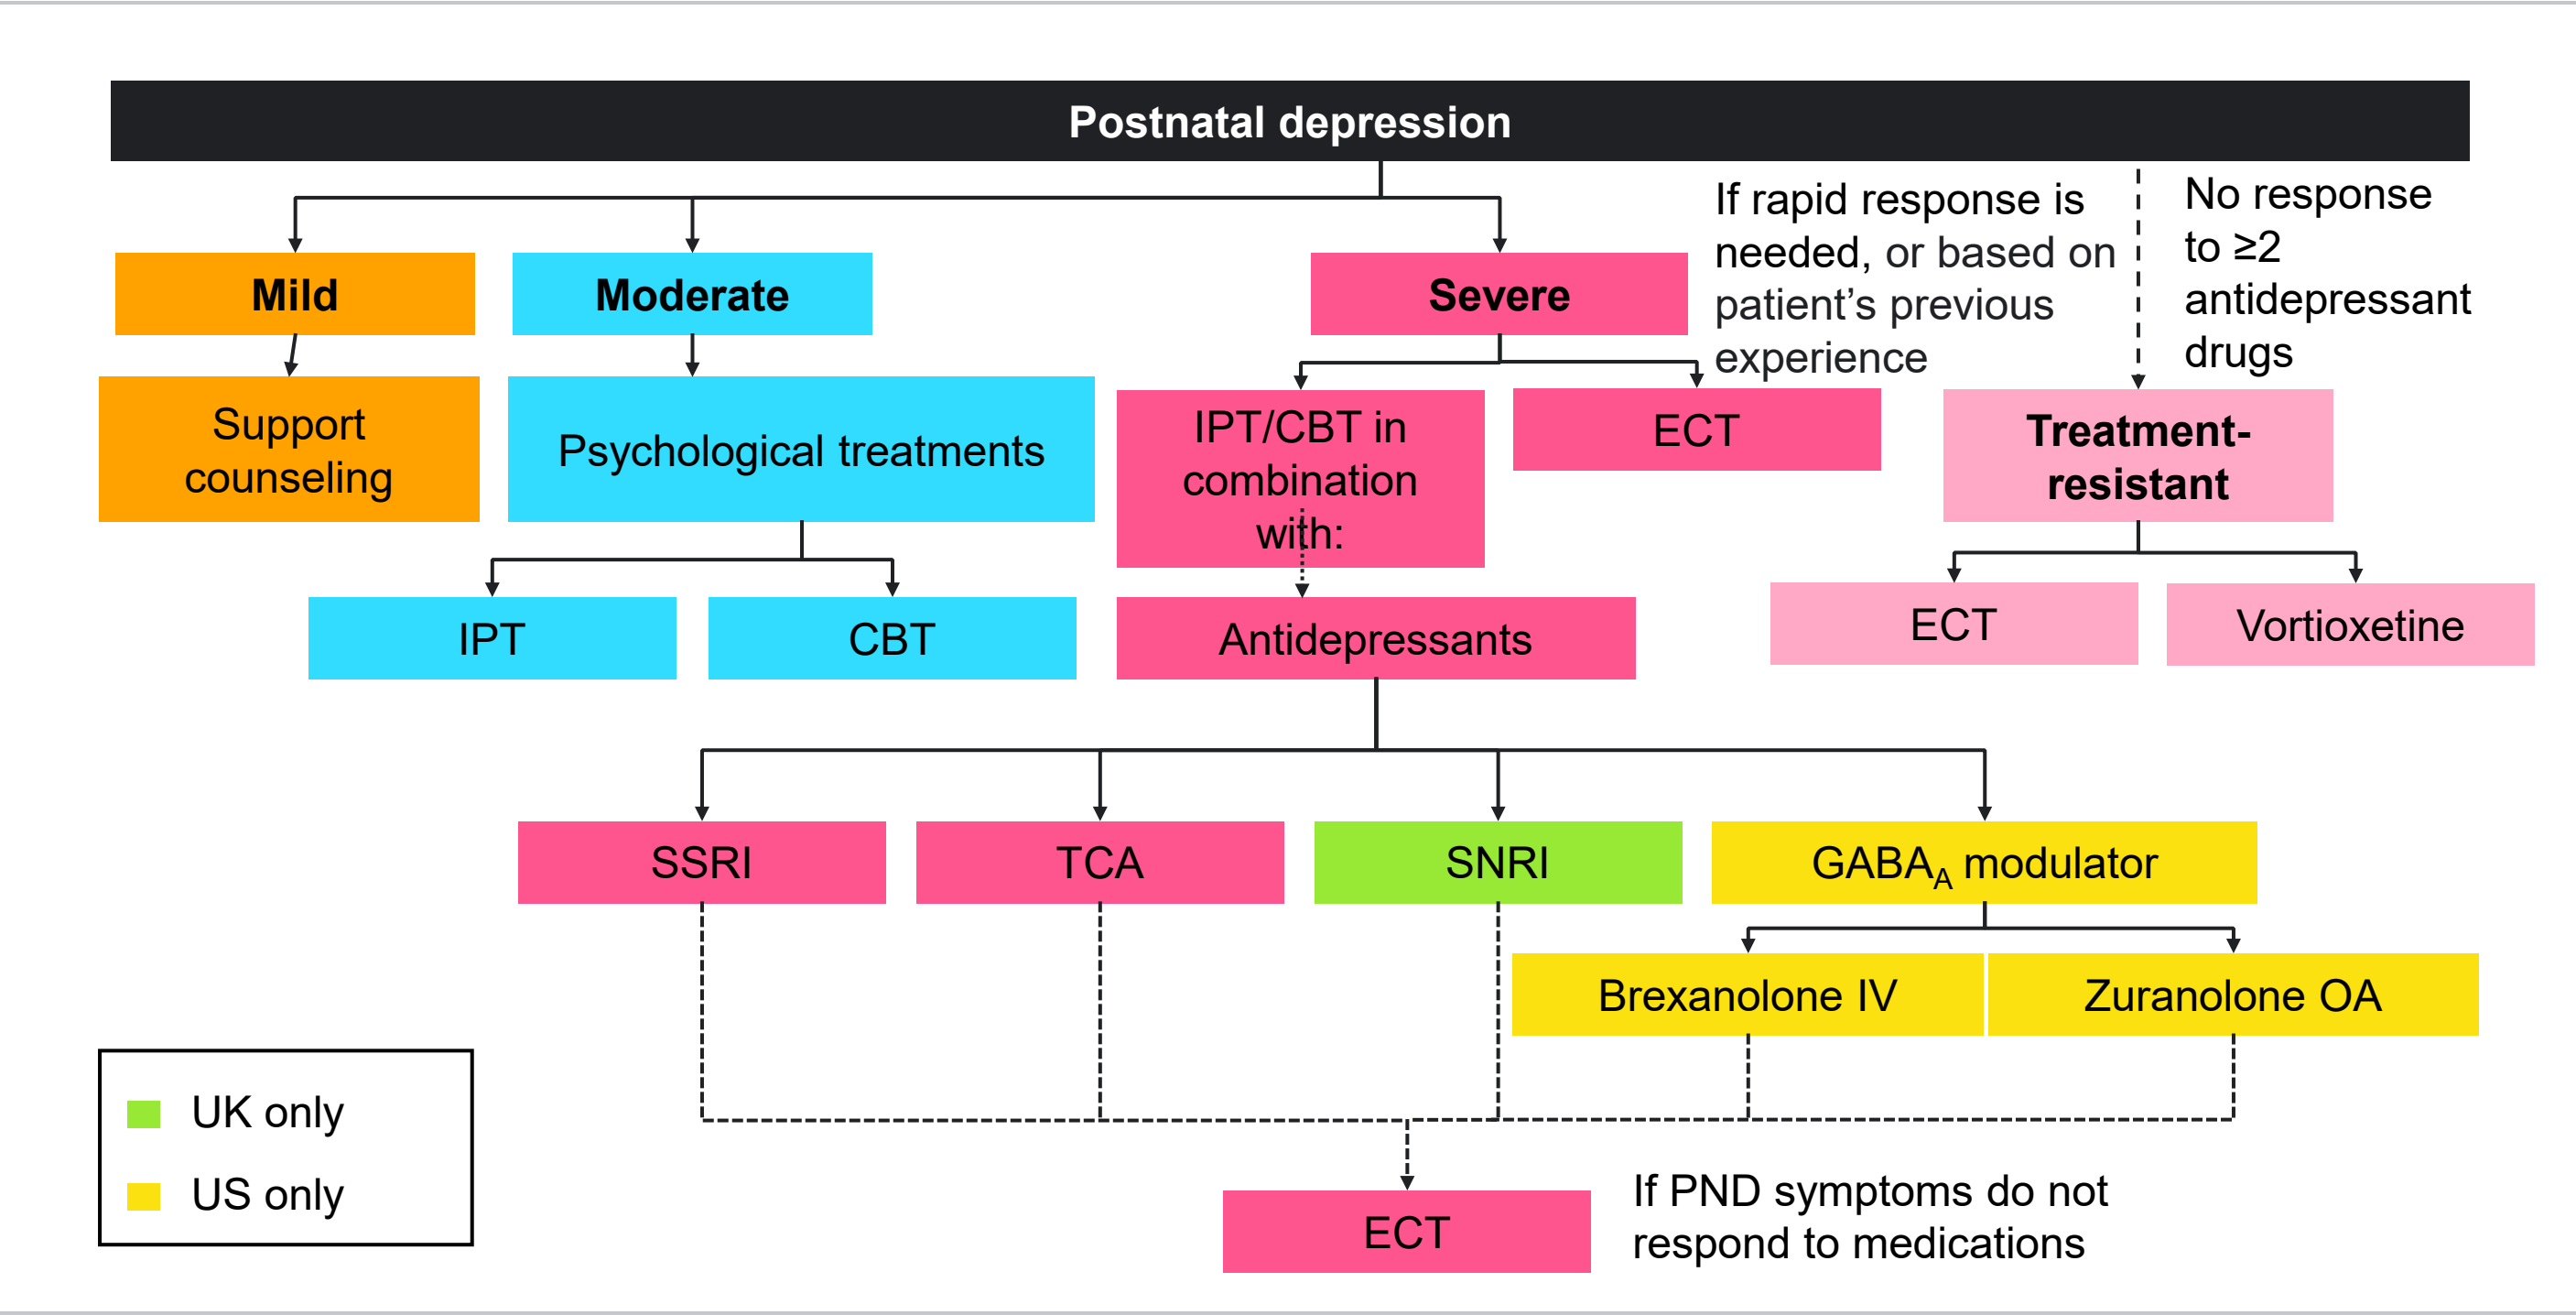 Postnatal depression
If rapid response is
needed, or based on
patient’s previous
experience
No response
to ≥2
antidepressant
drugs
Mild
Moderate
Severe
Support
counseling
Psychological treatments
IPT/CBT in
combination
with:
ECT
Treatment-
resistant
IPT
CBT
Antidepressants
ECT
Vortioxetine
SSRI
TCA
SNRI
GABAA modulator
Brexanolone IV
Zuranolone OA
UK only
US only
ECT
If PND symptoms do not
respond to medications